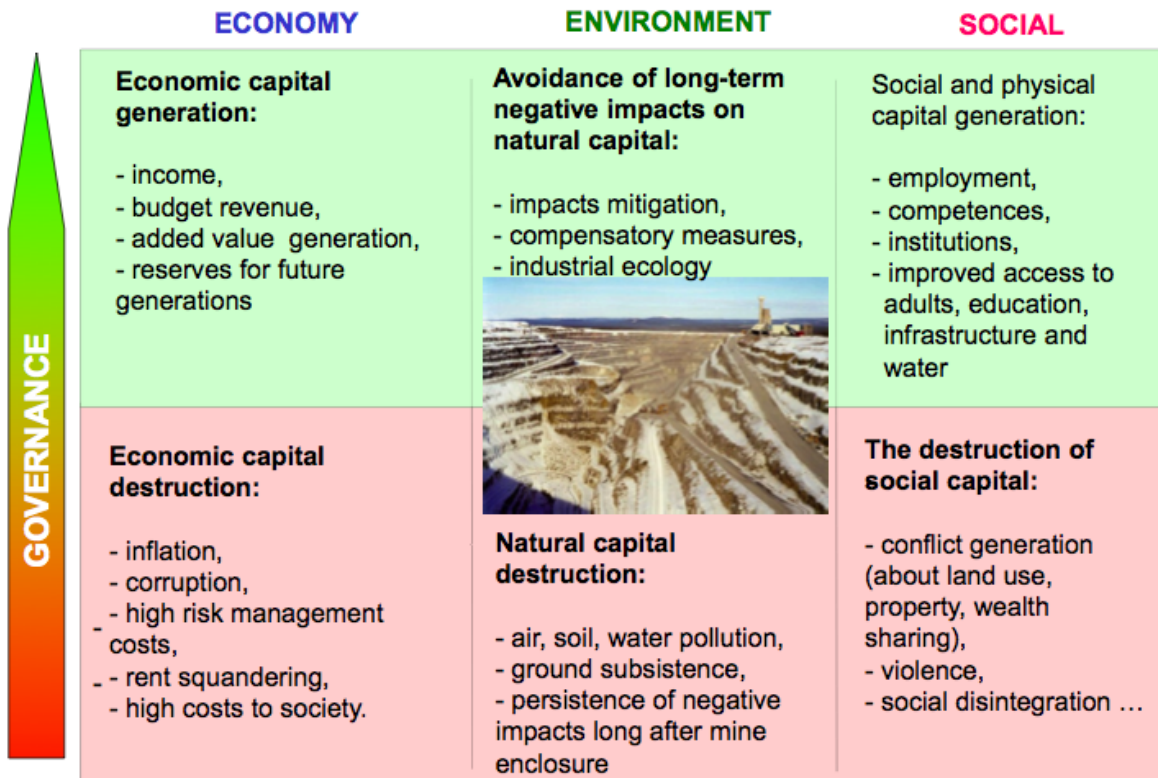 ECONOMY
ENVIRONMENT
SOCIAL
GOVERNANCE
Economic capital
generation:
- income,
- budget revenue,
- added value generation,
- reserves for future
generations
Avoidance of long-term
negative impacts on
natural capital:
- impacts mitigation,
- compensatory measures,
- industrial ecology
Social and physical
capital generation:
- employment,
- competences,
- institutions,
- improved access to
adults, education,
infrastructure and
water
Economic capital
destruction:
- inflation,
- corruption,
- - high risk management
costs,
- - rent squandering,
- high costs to society.
Natural capital
destruction:
- air, soil, water pollution,
- ground subsistence,
- persistence of negative
impacts long after mine
enclosure
The destruction of
social capital:
- conflict generation
(about land use,
property, wealth
sharing),
- violence,
- social disintegration …